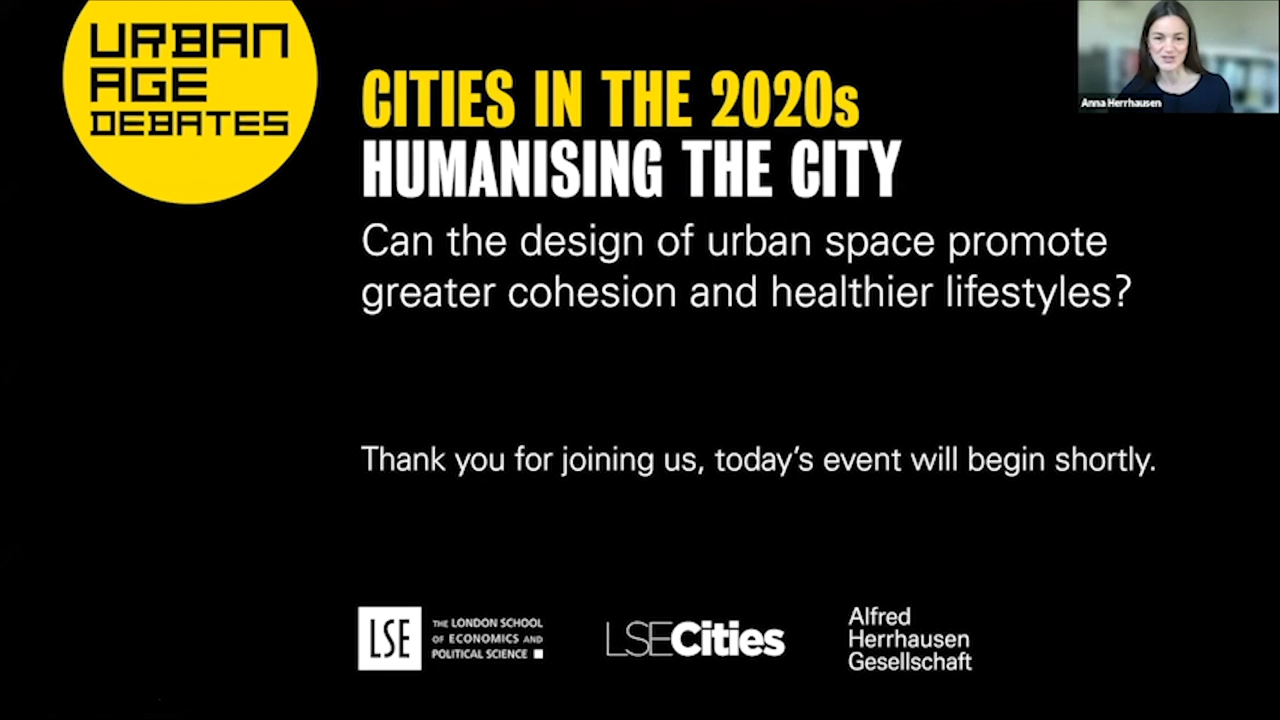 URBAN
AGE
DEBATES
CITIES IN THE 2020s
HUMANISING THE CITY
Can the design of urban space promote
greater cohesion and healthier lifestyles?
Anna Herrhausen
Thank you for joining us, today's event will begin shortly.
LSE
THE LONDON SCHOOL
OF ECONOMICS AND
POLITICAL SCIENCE
LSECities
Alfred
Herrhausen
Gesellschaft